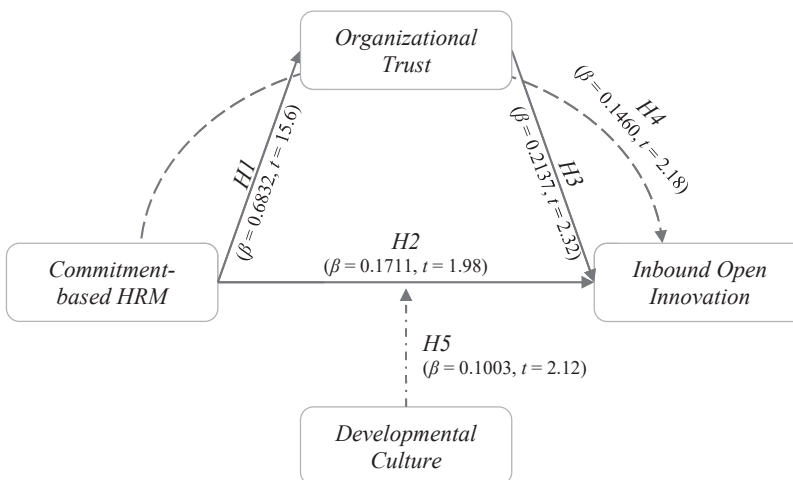 Organizational
Trust
H1
(β = 0.6832, t = 15.6)
H3
(β = 0.2137, t = 2.32)
H4
(β = 0.1460, t = 2.18)
Commitment-
based HRM
H2
(β = 0.1711, t = 1.98)
Inbound Open
Innovation
H5
(β = 0.1003, t = 2.12)
Developmental
Culture